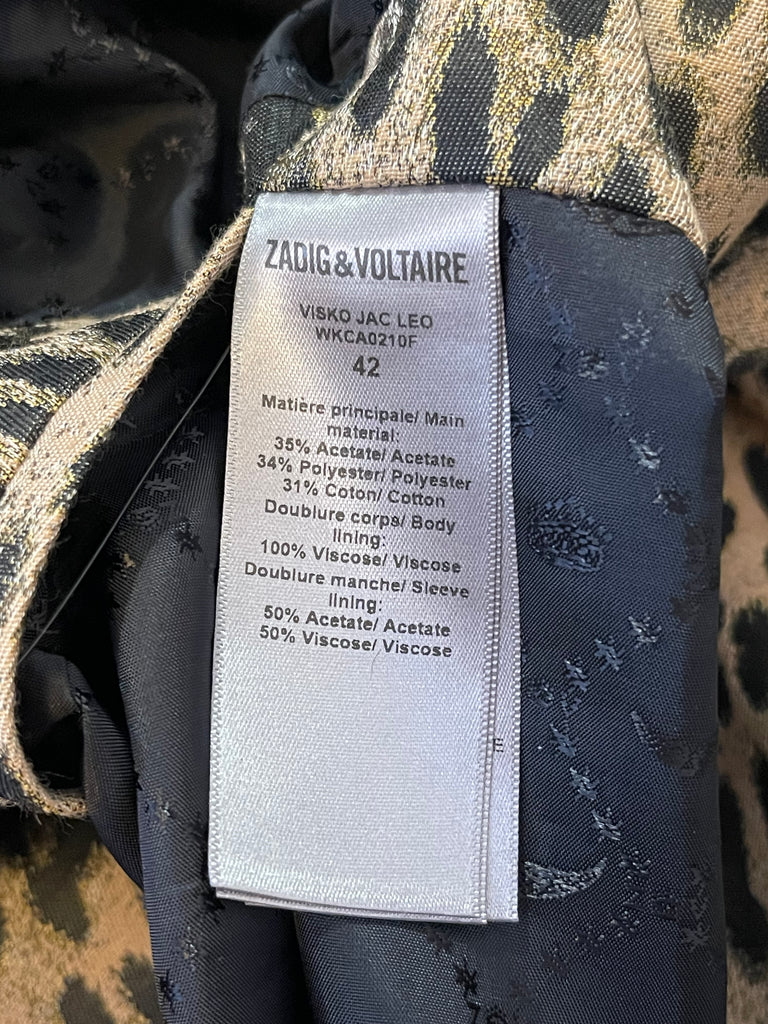 ZADIG&VOLTAIRE
VISKO JAC LEO
WKCA0210F
42
Matière principale/ Main
material:
35% Acetate/ Acetate
34% Polyester/ Polyester
31% Coton/ Cotton
Doublure corps/ Body
lining:
100% Viscose/ Viscose
Doublure manche/ Sleeve
lining:
50% Acetate/ Acetate
50% Viscose/ Viscose
E